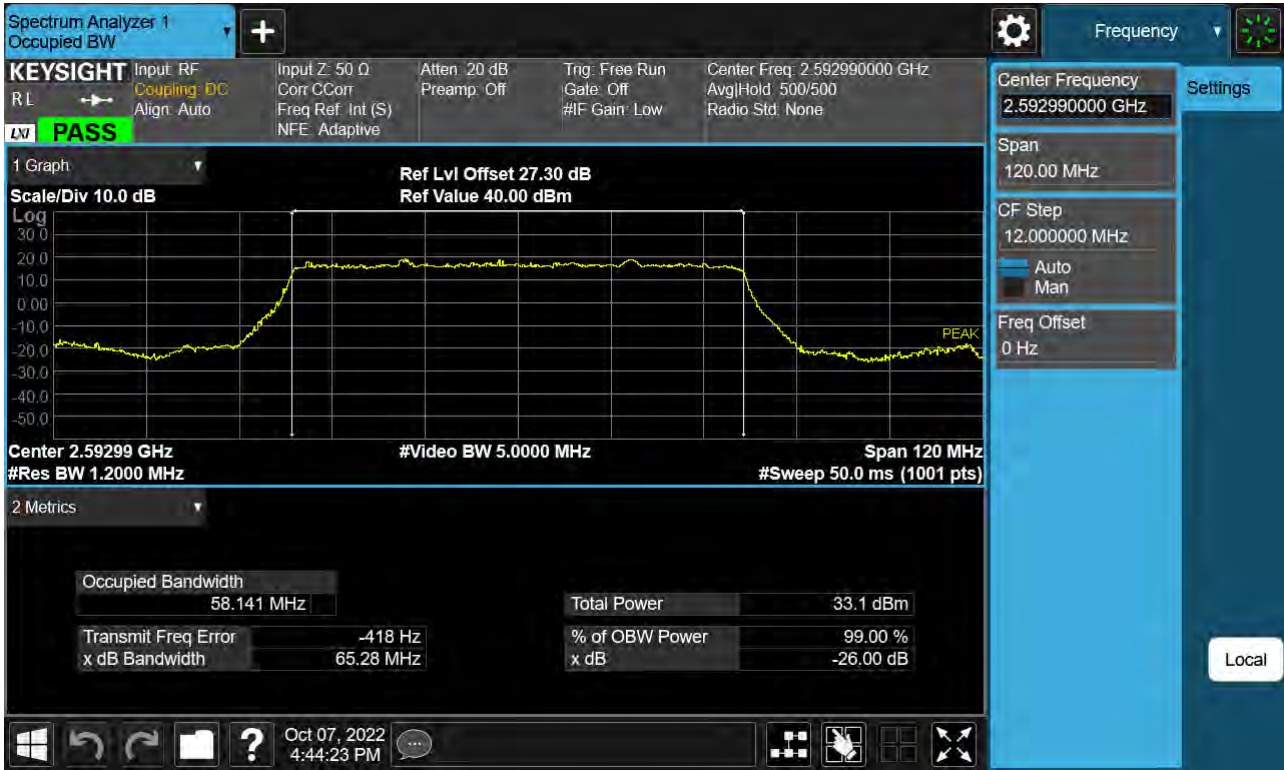 Spectrum Analyzer 1
Occupied BW
+
Frequency
KEYSIGHT
RL
LXI
PASS
Input: RF
Coupling: DC
Align: Auto
Input Z: 50 Ω
Corr CCorr
Freq Ref: Int (S)
NFE: Adaptive
Atten: 20 dB
Preamp: Off
Trig: Free Run
Gate: Off
#IF Gain: Low
Center Freq: 2.592990000 GHz
Avg|Hold: 500/500
Radio Std: None
Center Frequency
2.592990000 GHz
Settings
Span
120.00 MHz
CF Step
12.000000 MHz
Auto
Man
Freq Offset
0 Hz
Local
1 Graph
Scale/Div 10.0 dB
Ref Lvl Offset 27.30 dB
Ref Value 40.00 dBm
Log
30.0
20.0
10.0
0.00
-10.0
-20.0
-30.0
-40.0
-50.0
PEAK
Center 2.59299 GHz
#Video BW 5.0000 MHz
Span 120 MHz
#Res BW 1.2000 MHz
#Sweep 50.0 ms (1001 pts)
2 Metrics
Occupied Bandwidth
58.141 MHz
Total Power 33.1 dBm
Transmit Freq Error -418 Hz
% of OBW Power 99.00 %
x dB Bandwidth 65.28 MHz
x dB -26.00 dB
?
Oct 07, 2022
4:44:23 PM